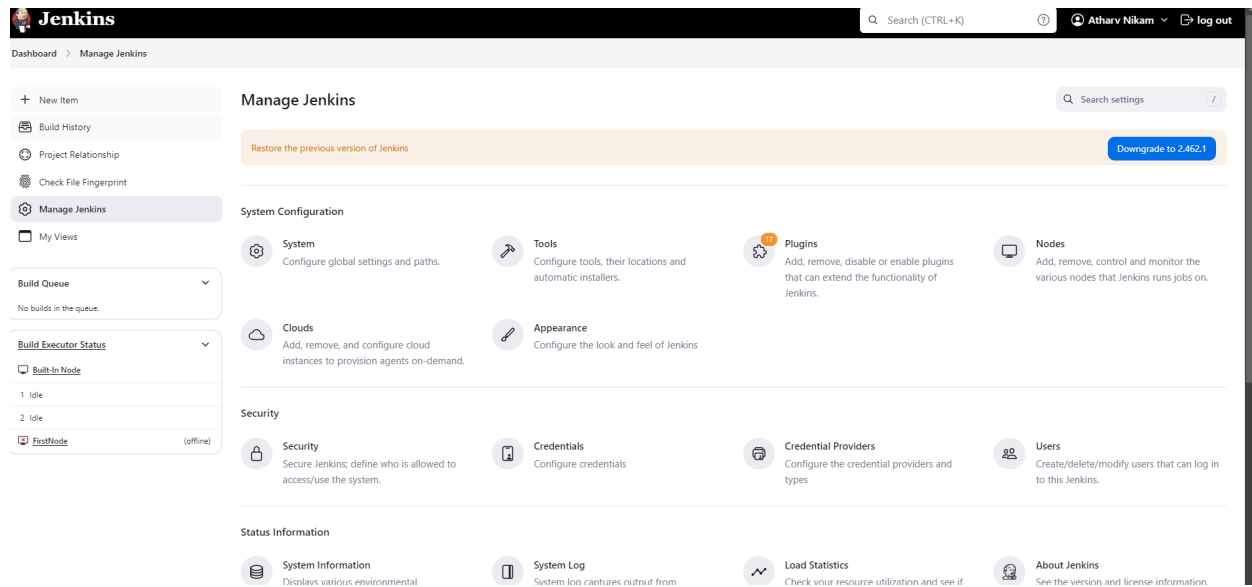 Jenkins
Search (CTRL+K)
Atharv Nikam
log out
Dashboard > Manage Jenkins
New Item
Build History
Project Relationship
Check File Fingerprint
Manage Jenkins
My Views
Build Queue
No builds in the queue.
Build Executor Status
Built-In Node
1 Idle
2 Idle
FirstNode (offline)
Manage Jenkins
Search settings /
Restore the previous version of Jenkins
Downgrade to 2.462.1
System Configuration
System
Configure global settings and paths.
Tools
Configure tools, their locations and
automatic installers.
17
Plugins
Add, remove, disable or enable plugins
that can extend the functionality of
Jenkins.
Nodes
Add, remove, control and monitor the
various nodes that Jenkins runs jobs on.
Clouds
Add, remove, and configure cloud
instances to provision agents on-demand.
Appearance
Configure the look and feel of Jenkins
Security
Security
Secure Jenkins; define who is allowed to
access/use the system.
Credentials
Configure credentials
Credential Providers
Configure the credential providers and
types
Users
Create/delete/modify users that can log in
to this Jenkins.
Status Information
System Information
Displays various environmental
System Log
System log captures output from
Load Statistics
Check your resource utilization and see if
About Jenkins
See the version and license information.